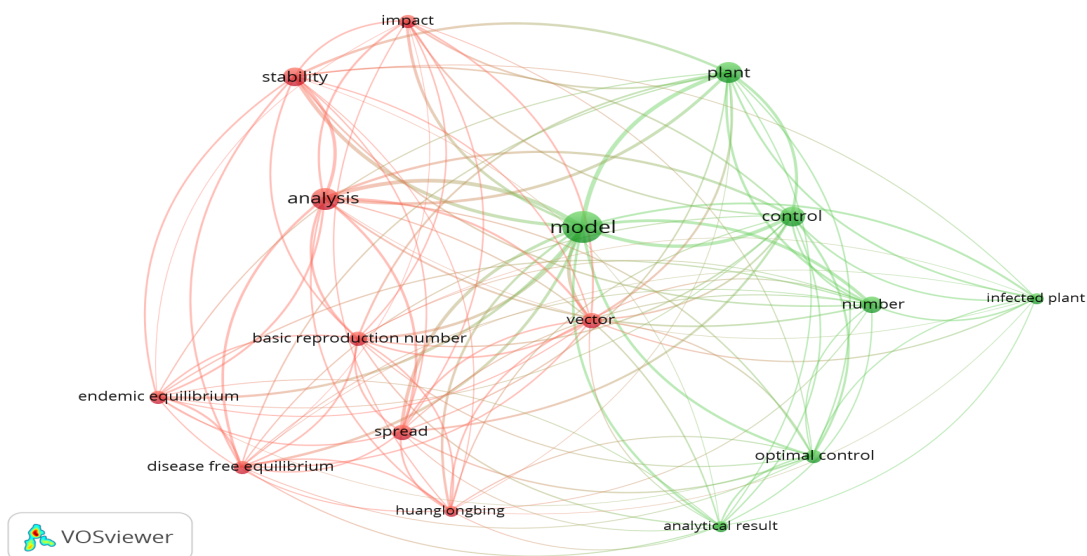 impact
stability
plant
analysis
model
control
number
infected plant
vector
basic reproduction number
endemic equilibrium
spread
disease free equilibrium
optimal control
huanglongbing
analytical result
VOSviewer